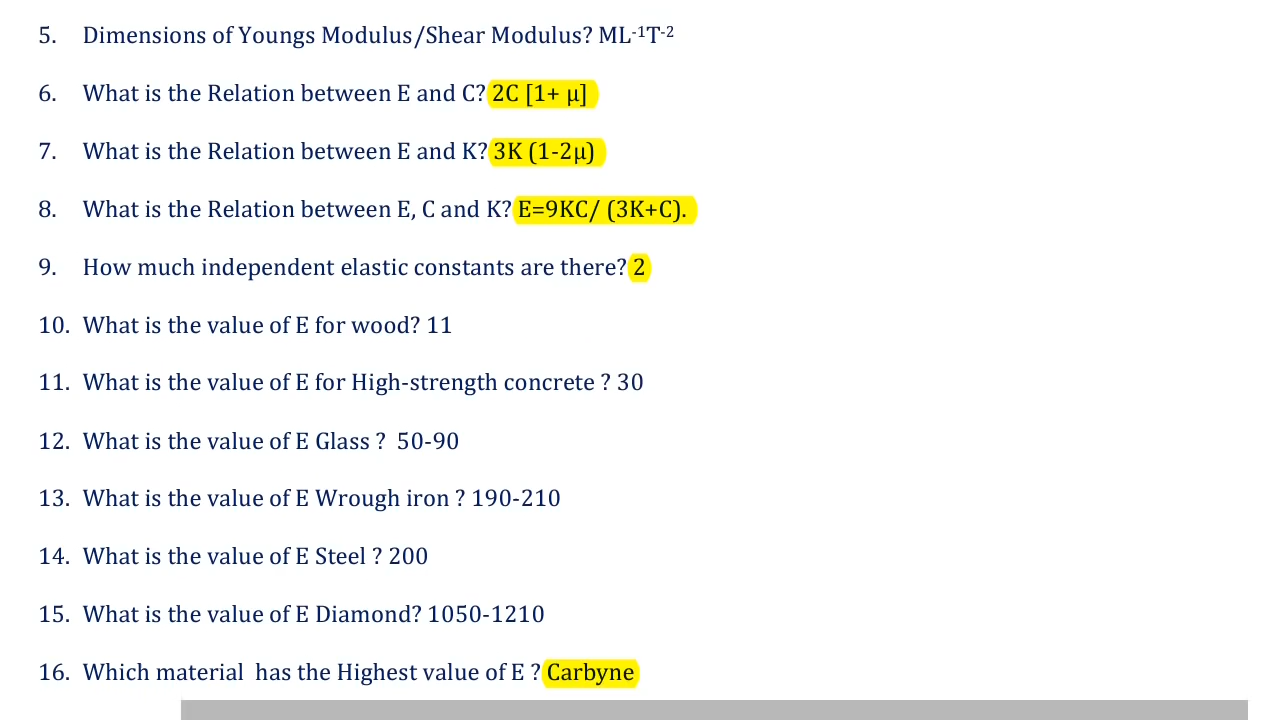 5. Dimensions of Youngs Modulus/Shear Modulus? ML⁻¹T⁻²
6. What is the Relation between E and C? 2C [1+ μ]
7. What is the Relation between E and K? 3K (1-2μ)
8. What is the Relation between E, C and K? E=9KC/ (3K+C).
9. How much independent elastic constants are there? 2
10. What is the value of E for wood? 11
11. What is the value of E for High-strength concrete ? 30
12. What is the value of E Glass ? 50-90
13. What is the value of E Wrough iron ? 190-210
14. What is the value of E Steel ? 200
15. What is the value of E Diamond? 1050-1210
16. Which material has the Highest value of E ? Carbyne